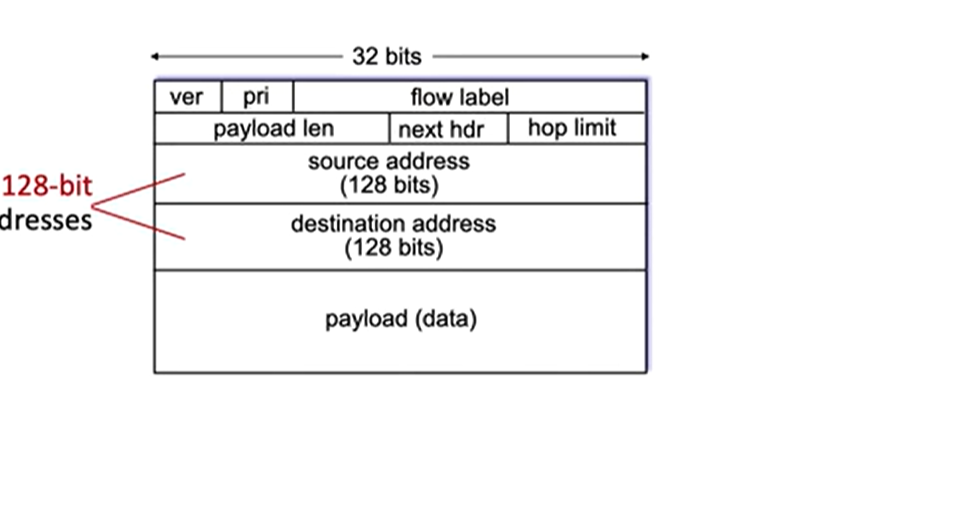 32 bits
ver pri flow label
payload len next hdr hop limit
source address
(128 bits)
128-bit
dresses
destination address
(128 bits)
payload (data)